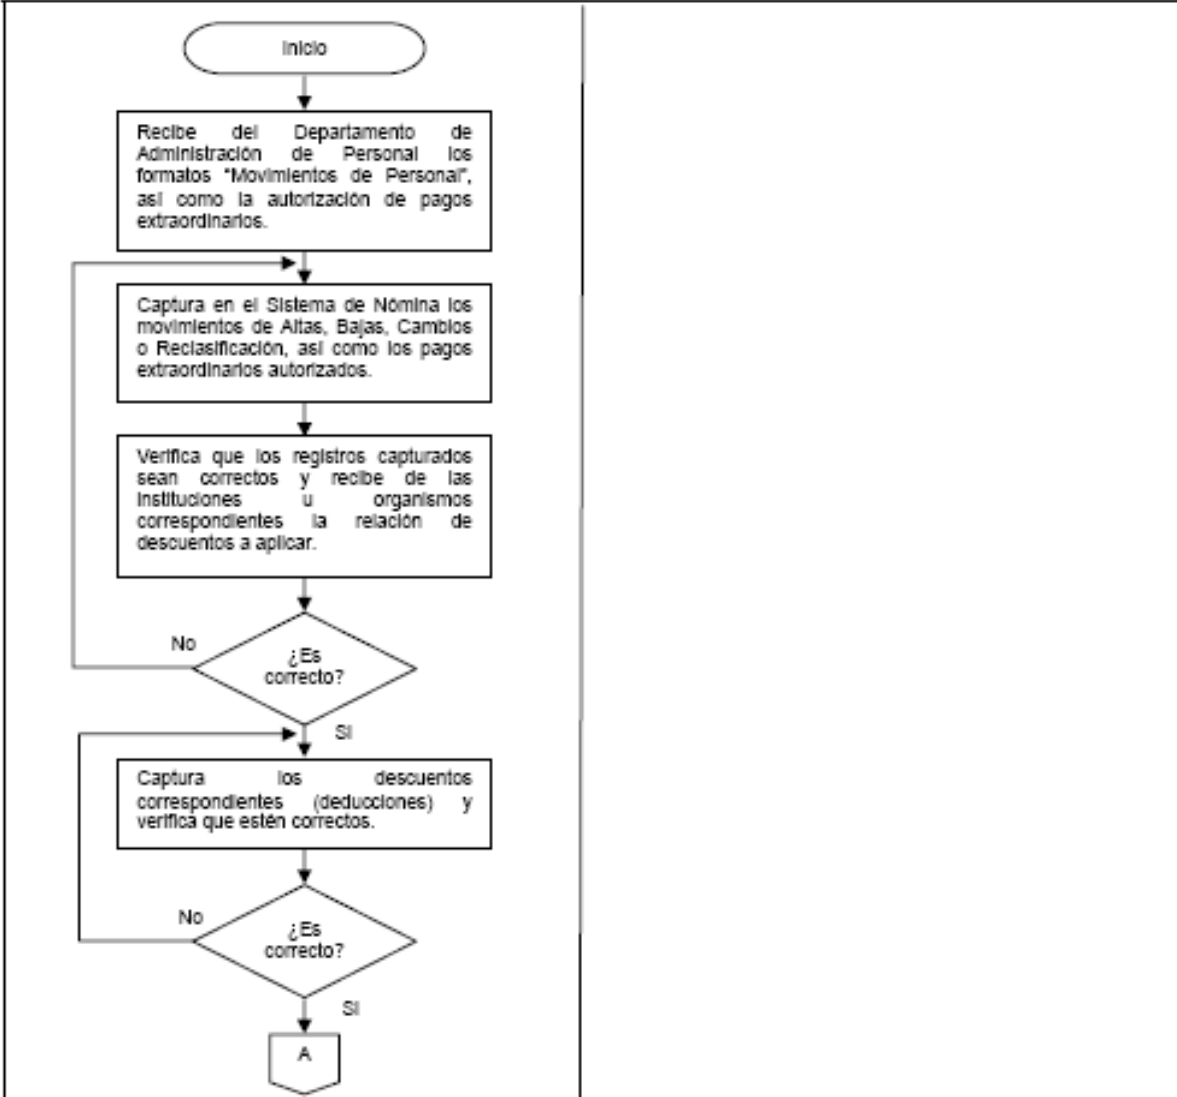 Inicio
Recibe del Departamento de
Administración de Personal los
formatos "Movimientos de Personal",
así como la autorización de pagos
extraordinarios.
Captura en el Sistema de Nómina los
movimientos de Altas, Bajas, Cambios
o Reclasificación, así como los pagos
extraordinarios autorizados.
Verifica que los registros capturados
sean correctos y recibe de las
Instituciones u organismos
correspondientes la relación de
descuentos a aplicar.
No
¿Es
correcto?
Si
Captura los descuentos
correspondientes (deducciones) y
verifica que estén correctos.
No
¿Es
correcto?
Si
A